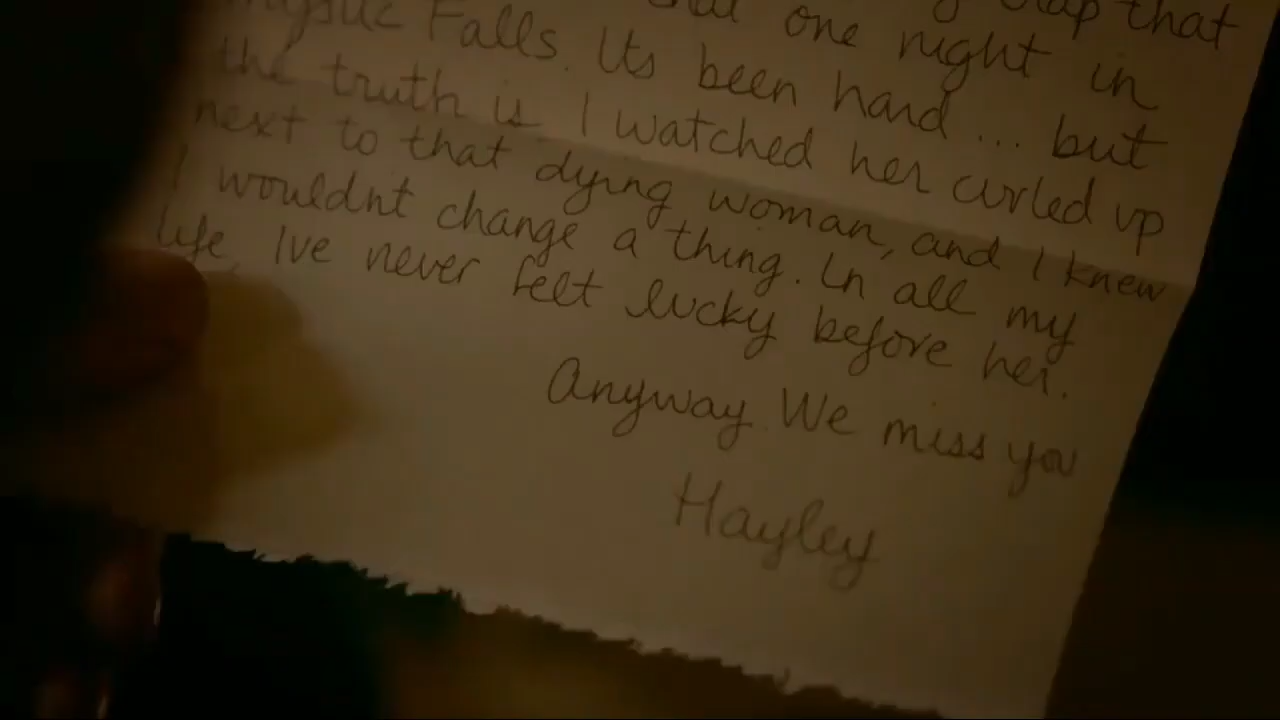 that
one night in
Falls. Its been hard... but
the truth is I watched her curled up
next to that dying woman, and I knew
I wouldnt change a thing. In all my
life, Ive never felt lucky before her.
Anyway. We miss you
Hayley